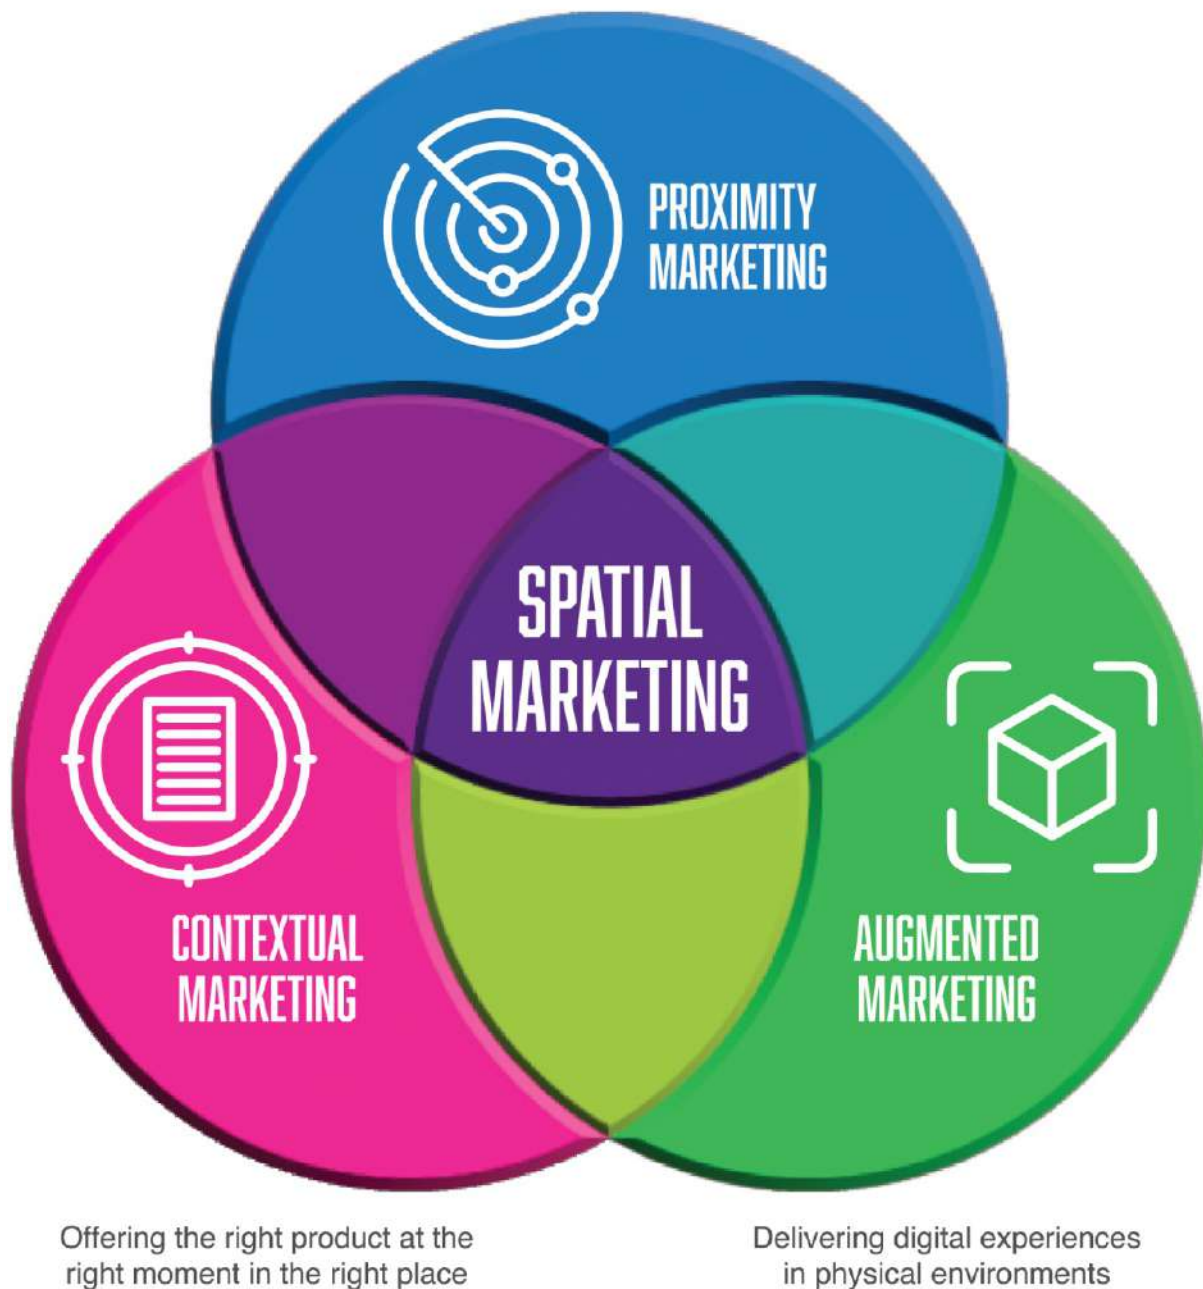 PROXIMITY
MARKETING
SPATIAL
MARKETING
CONTEXTUAL
MARKETING
AUGMENTED
MARKETING
Offering the right product at the
right moment in the right place
Delivering digital experiences
in physical environments